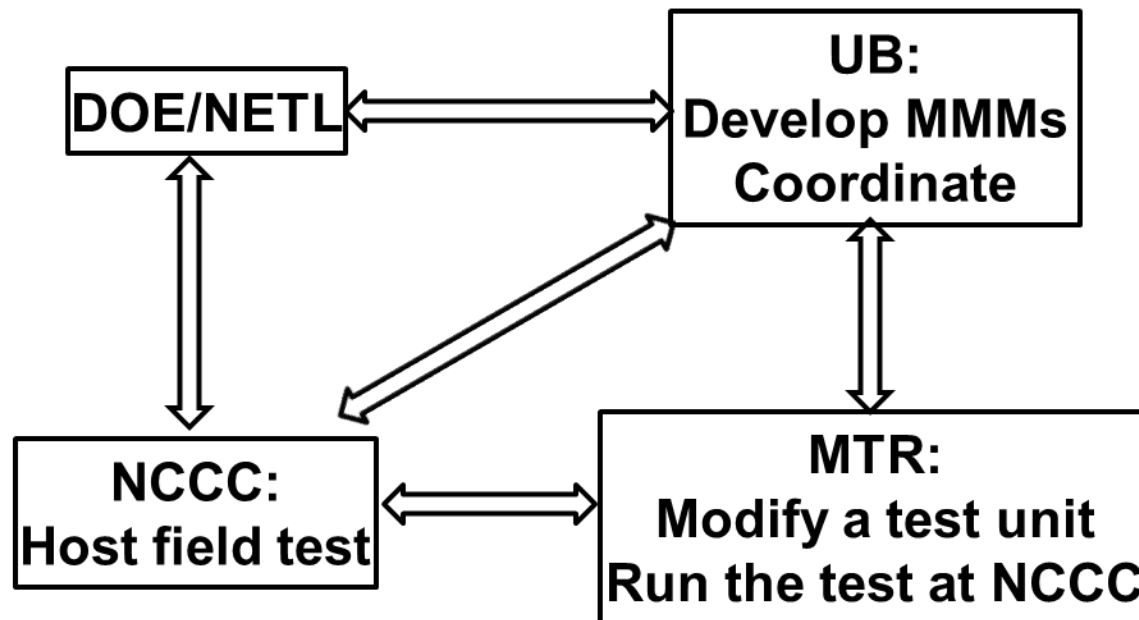 DOE/NETL
UB:
Develop MMMs
Coordinate
NCCC:
Host field test
MTR:
Modify a test unit
Run the test at NCCC